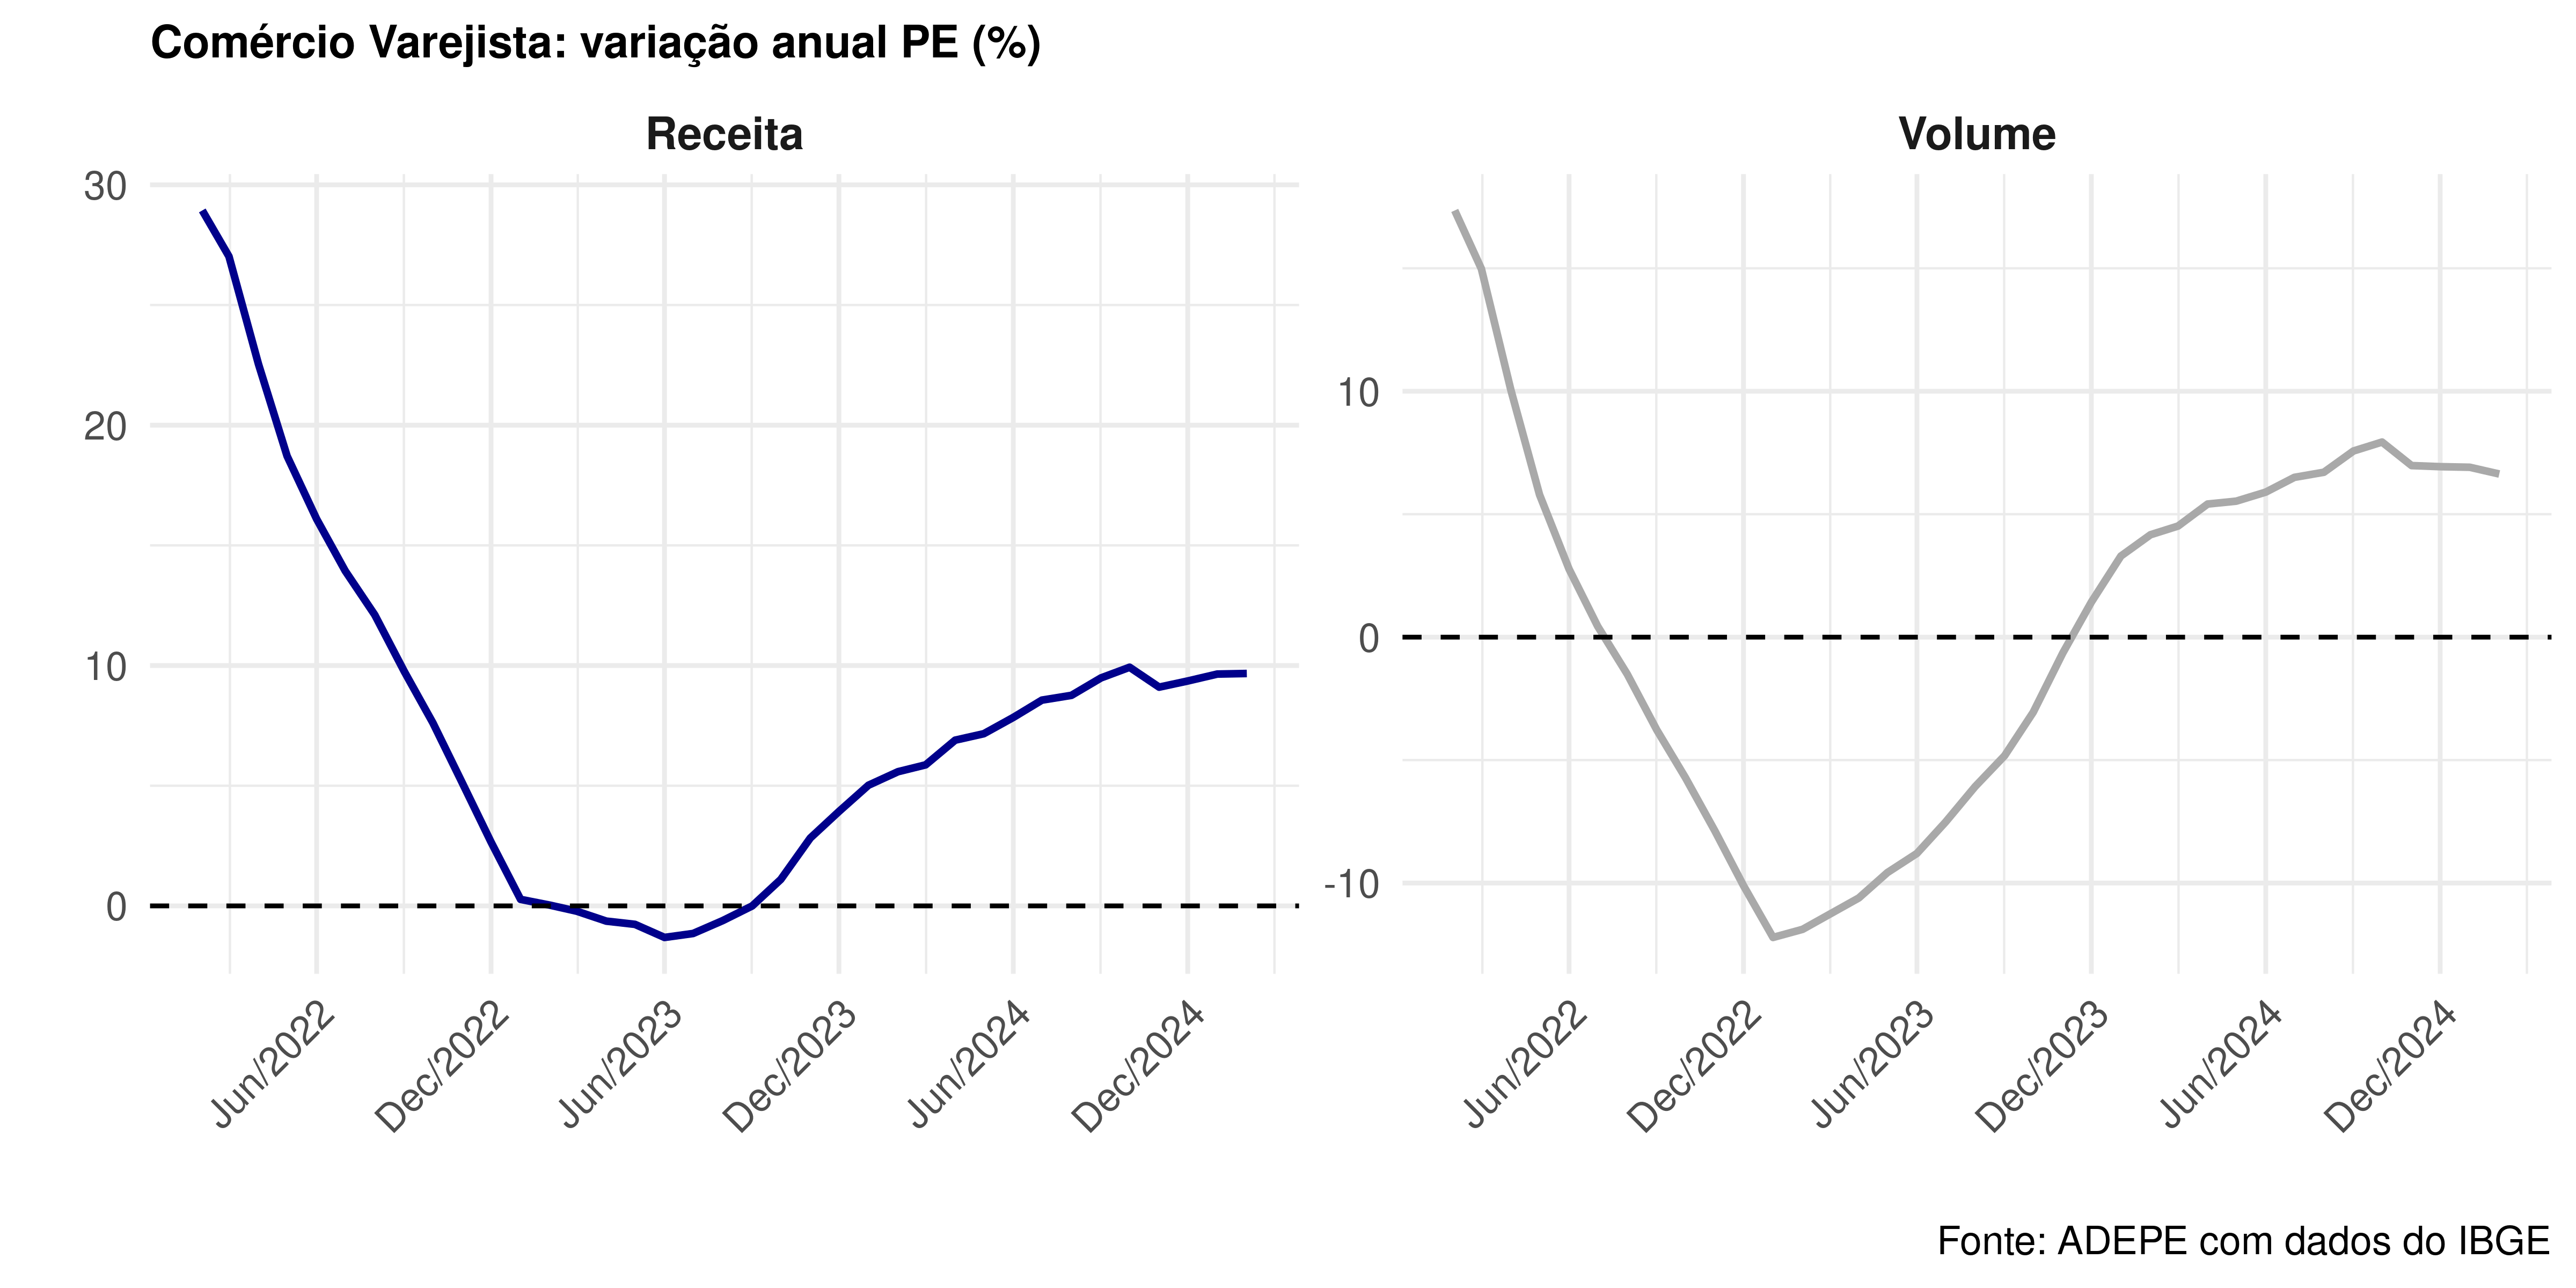 Comércio Varejista: variação anual PE (%)
Receita
30
20
10
0
Jun/2022
Dec/2022
Jun/2023
Dec/2023
Jun/2024
Dec/2024
Volume
10
0
-10
Jun/2022
Dec/2022
Jun/2023
Dec/2023
Jun/2024
Dec/2024
Fonte: ADEPE com dados do IBGE